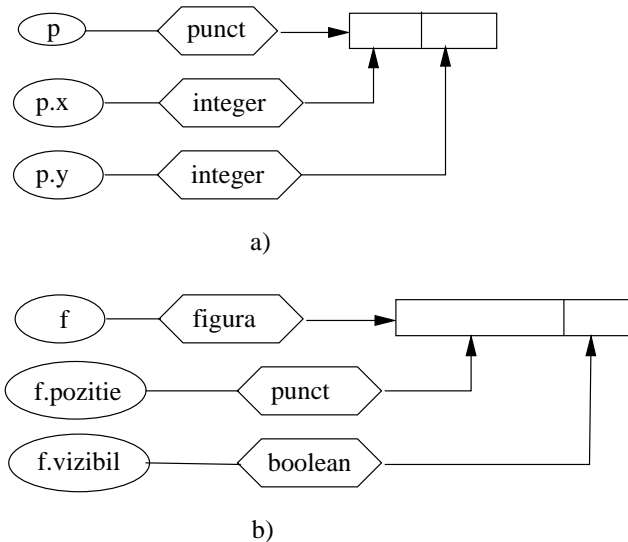 p punct
p.x integer
p.y integer
a)
f figura
f.pozitie punct
f.vizibil boolean
b)